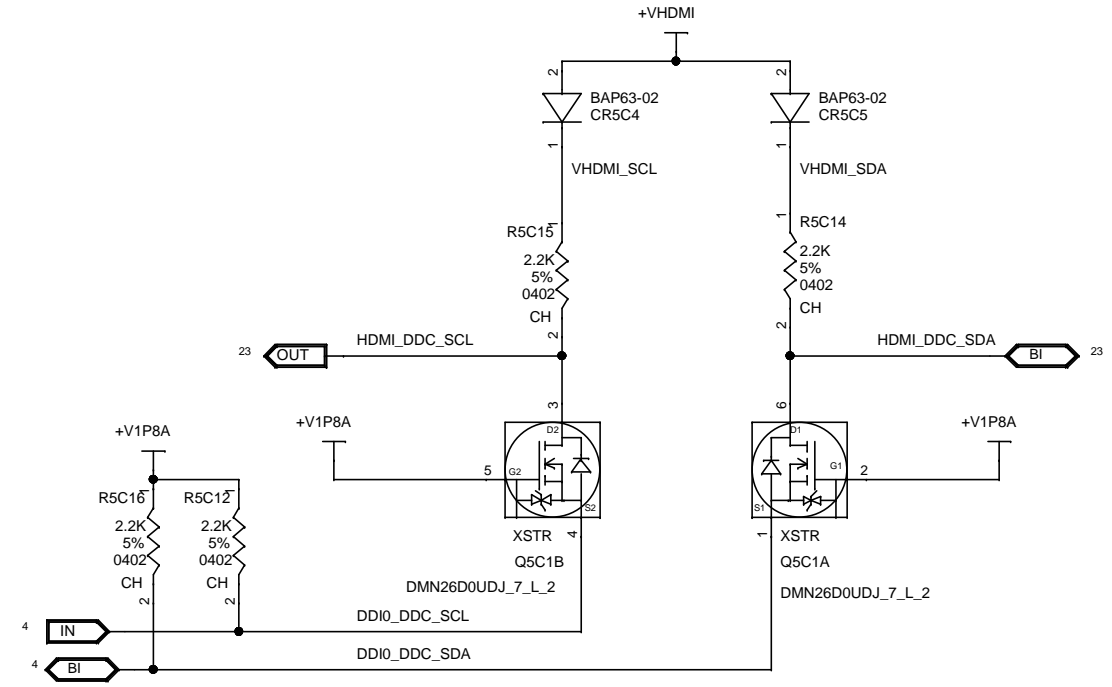 +VHDMI
2
2
BAP63-02
CR5C4
BAP63-02
CR5C5
1
1
VHDMI_SCL
VHDMI_SDA
1
1
R5C15
2.2K
5%
0402
CH
R5C14
2.2K
5%
0402
CH
2
2
23
OUT
HDMI_DDC_SCL
HDMI_DDC_SDA
BI
23
3
6
+V1P8A
+V1P8A
+V1P8A
D2
D1
5
G2
S2
G1
2
S1
4
1
XSTR
Q5C1B
DMN26D0UDJ_7_L_2
XSTR
Q5C1A
DMN26D0UDJ_7_L_2
1
1
R5C16
2.2K
5%
0402
CH
R5C12
2.2K
5%
0402
CH
2
2
4
IN
DDI0_DDC_SCL
4
BI
DDI0_DDC_SDA